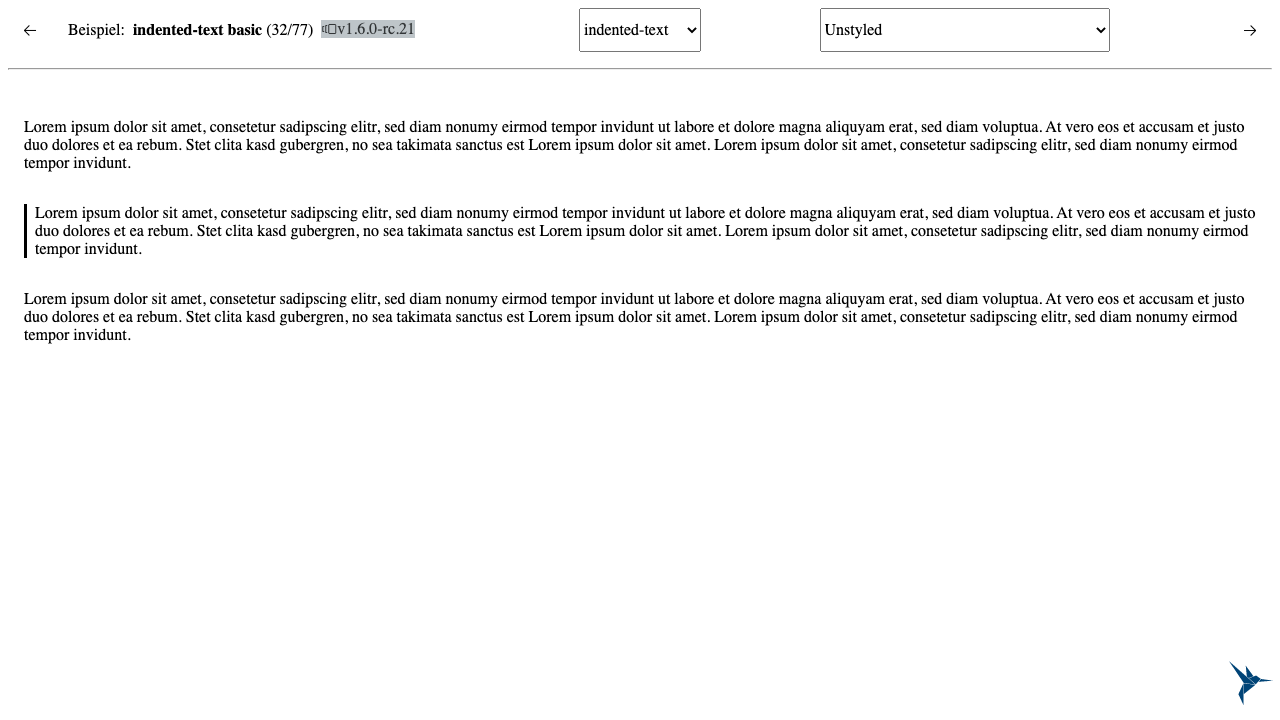 Beispiel: indented-text basic (32/77) v1.6.0-rc.21 indented-text Unstyled
Lorem ipsum dolor sit amet, consetetur sadipscing elitr, sed diam nonumy eirmod tempor invidunt ut labore et dolore magna aliquyam erat, sed diam voluptua. At vero eos et accusam et justo
duo dolores et ea rebum. Stet clita kasd gubergren, no sea takimata sanctus est Lorem ipsum dolor sit amet. Lorem ipsum dolor sit amet, consetetur sadipscing elitr, sed diam nonumy eirmod
tempor invidunt.
Lorem ipsum dolor sit amet, consetetur sadipscing elitr, sed diam nonumy eirmod tempor invidunt ut labore et dolore magna aliquyam erat, sed diam voluptua. At vero eos et accusam et justo
duo dolores et ea rebum. Stet clita kasd gubergren, no sea takimata sanctus est Lorem ipsum dolor sit amet. Lorem ipsum dolor sit amet, consetetur sadipscing elitr, sed diam nonumy eirmod
tempor invidunt.
Lorem ipsum dolor sit amet, consetetur sadipscing elitr, sed diam nonumy eirmod tempor invidunt ut labore et dolore magna aliquyam erat, sed diam voluptua. At vero eos et accusam et justo
duo dolores et ea rebum. Stet clita kasd gubergren, no sea takimata sanctus est Lorem ipsum dolor sit amet. Lorem ipsum dolor sit amet, consetetur sadipscing elitr, sed diam nonumy eirmod
tempor invidunt.